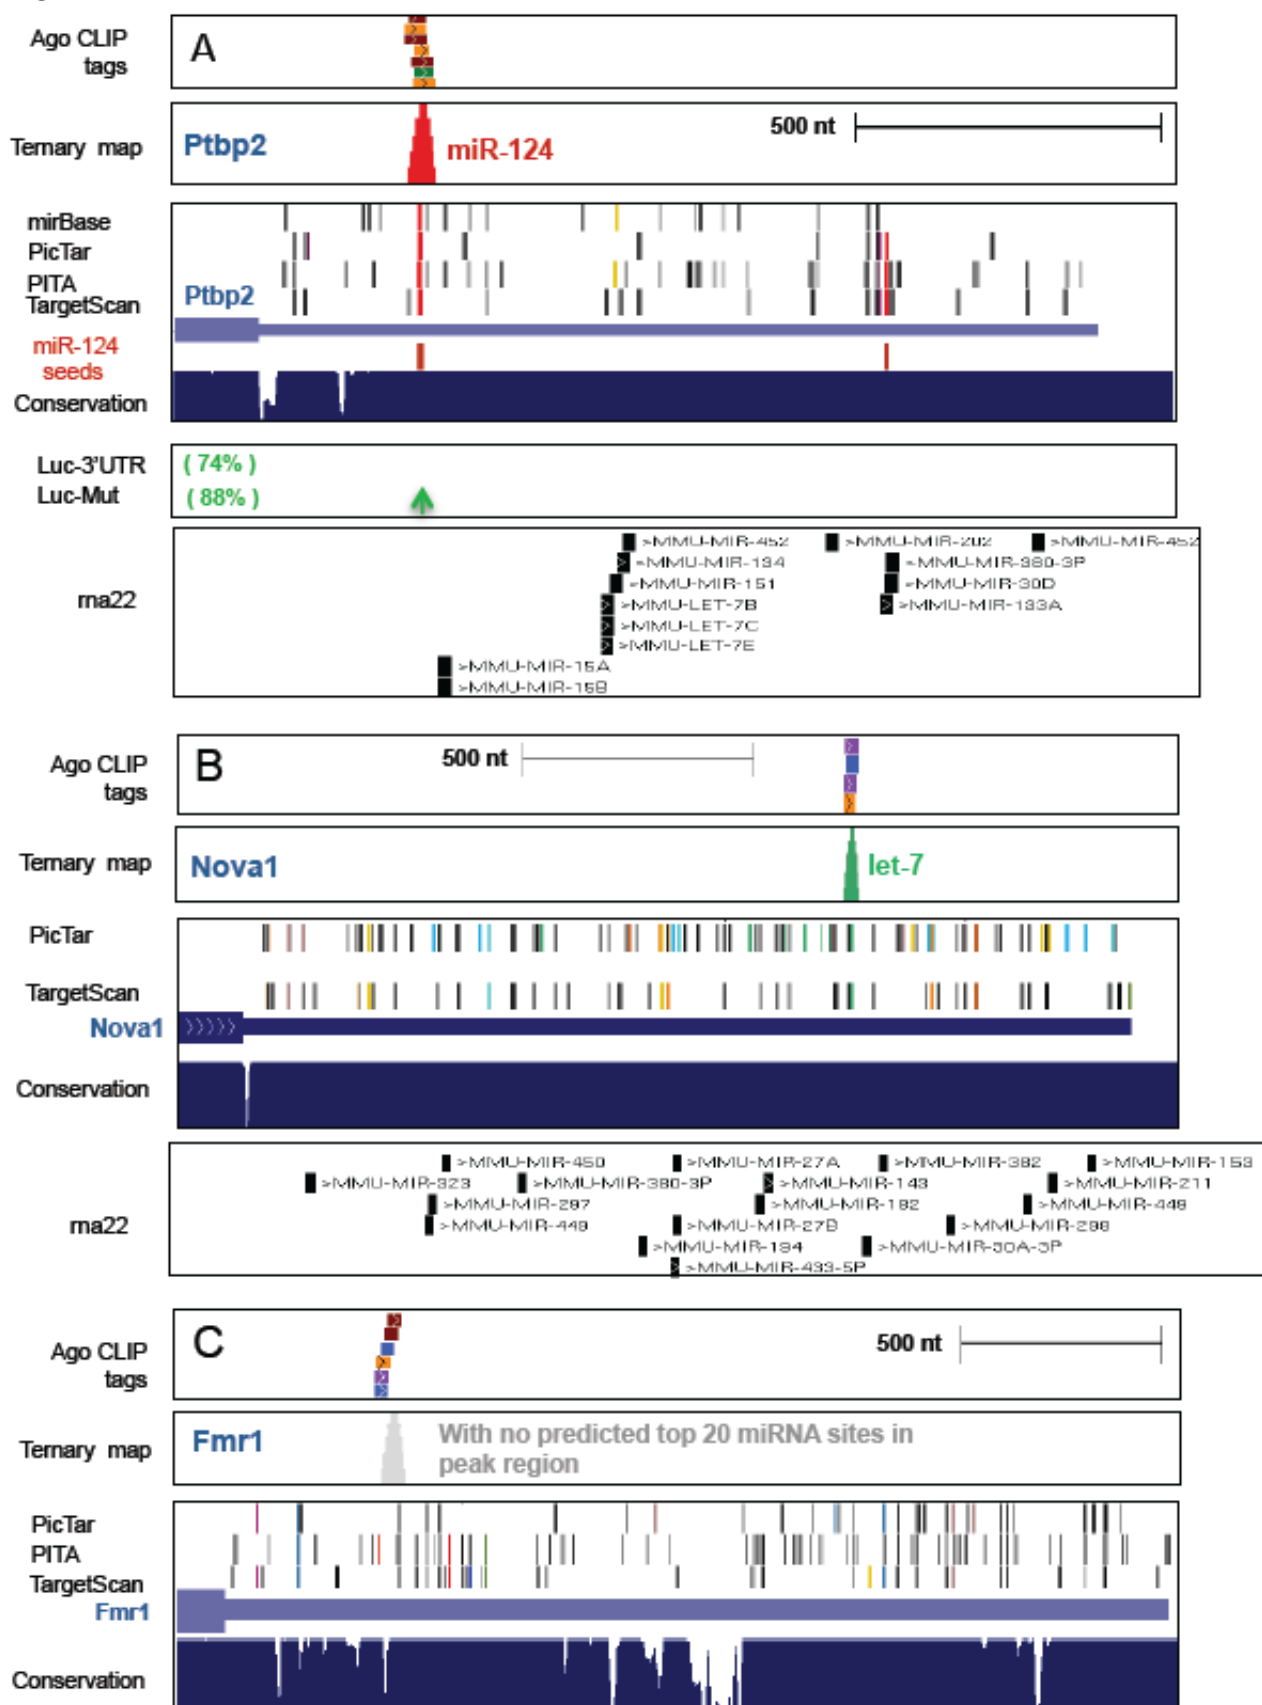 Ago CLIP
tags
A
Ternary map
Ptbp2
miR-124
500 nt
mirBase
PicTar
PITA
TargetScan
Ptbp2
miR-124
seeds
Conservation
Luc-3'UTR
( 74% )
Luc-Mut
( 88% )
rna22
>MMU-MIR-452 >MMU-MIR-202 >MMU-MIR-452
>MMU-MIR-134 >MMU-MIR-380-3P
>MMU-MIR-151 >MMU-MIR-30D
>MMU-LET-7B >MMU-MIR-133A
>MMU-LET-7C
>MMU-LET-7E
>MMU-MIR-15A
>MMU-MIR-15B
Ago CLIP
tags
B
500 nt
Ternary map
Nova1
let-7
PicTar
TargetScan
Nova1
Conservation
rna22
>MMU-MIR-450 >MMU-MIR-27A >MMU-MIR-382 >MMU-MIR-153
>MMU-MIR-323 >MMU-MIR-380-3P >MMU-MIR-143 >MMU-MIR-211
>MMU-MIR-297 >MMU-MIR-192 >MMU-MIR-449
>MMU-MIR-449 >MMU-MIR-27B >MMU-MIR-298
>MMU-MIR-194 >MMU-MIR-30A-3P
>MMU-MIR-433-5P
Ago CLIP
tags
C
500 nt
Ternary map
Fmr1
With no predicted top 20 miRNA sites in
peak region
PicTar
PITA
TargetScan
Fmr1
Conservation